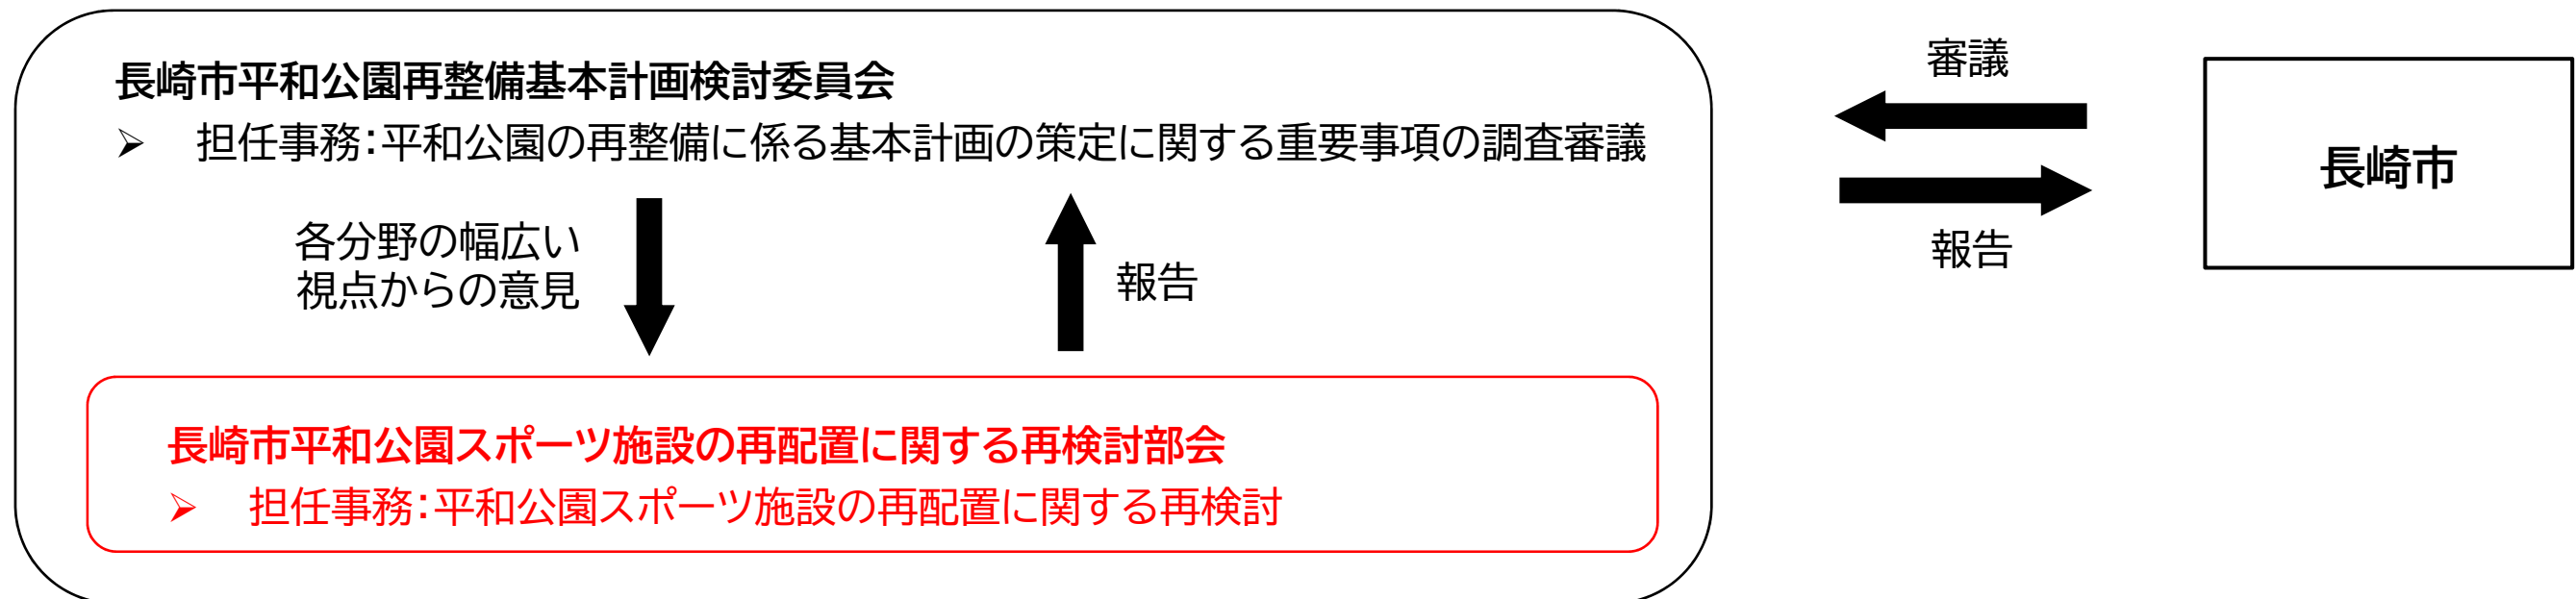 長崎市平和公園再整備基本計画検討委員会
➢ 担任事務：平和公園の再整備に係る基本計画の策定に関する重要事項の調査審議
各分野の幅広い
視点からの意見
報告
長崎市平和公園スポーツ施設の再配置に関する再検討部会
➢ 担任事務：平和公園スポーツ施設の再配置に関する再検討
審議
報告
長崎市